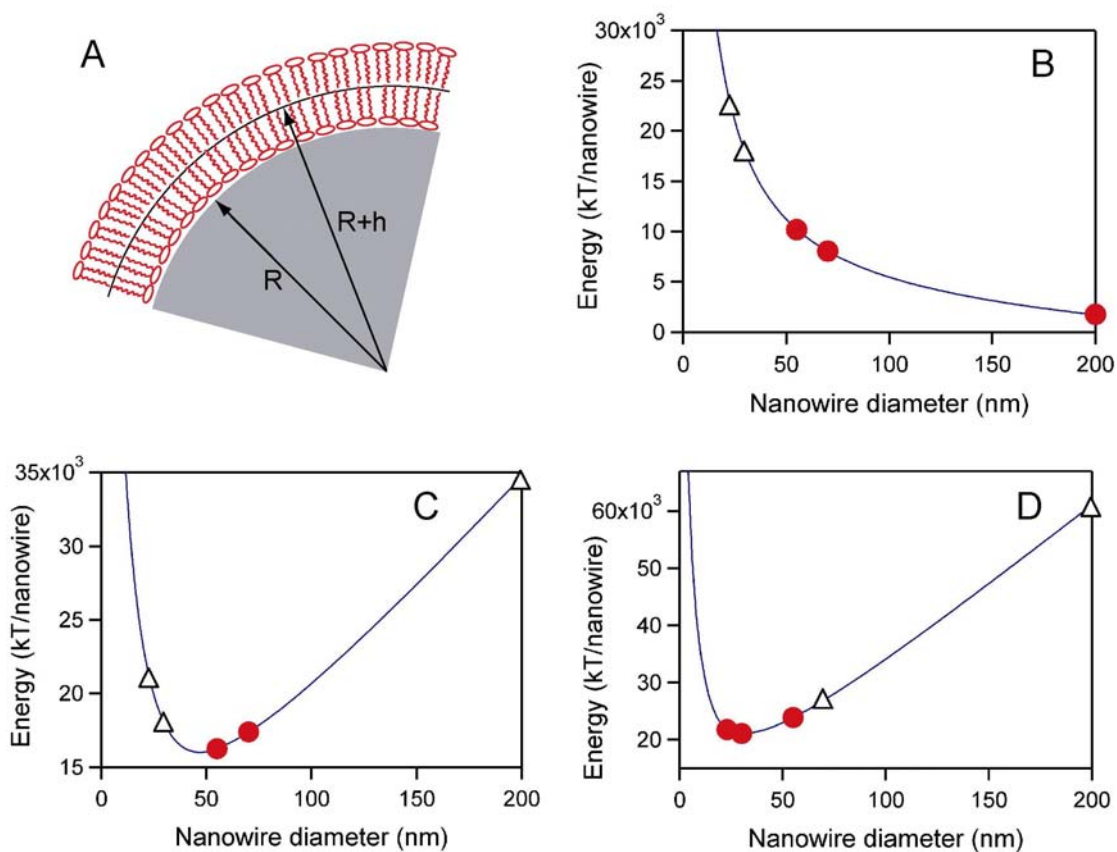 A
R+h
R
B
30x10³
25
20
15
10
5
0
Energy (kT/nanowire)
0 50 100 150 200
Nanowire diameter (nm)
C
35x10³
30
25
20
15
Energy (kT/nanowire)
0 50 100 150 200
Nanowire diameter (nm)
D
60x10³
50
40
30
20
Energy (kT/nanowire)
0 50 100 150 200
Nanowire diameter (nm)